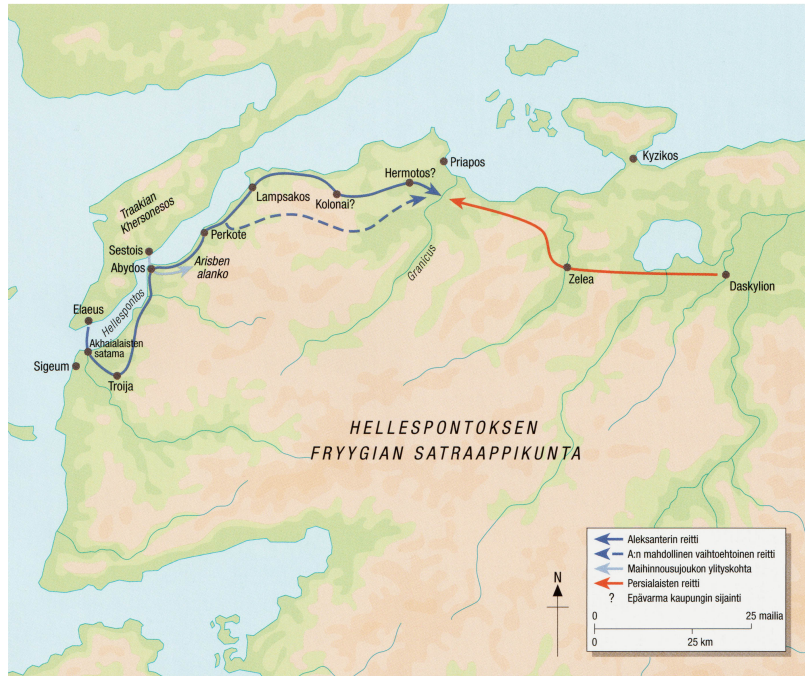 Priapos
Kyzikos
Hermotos?
Lampsakos
Kolonai?
Traakian
Khersonesos
Perkote
Sestois
Abydos
Arisben
alanko
Granicus
Zelea
Daskylion
Hellespontos
Elaeus
Akhaialaisten
satama
Sigeum
Troija
HELLESPONTOKSEN
FRYYGIAN SATRAAPPIKUNTA
N
Aleksanterin reitti
A:n mahdollinen vaihtoehtoinen reitti
Maihinnousujoukon ylityskohta
Persialaisten reitti
? Epävarma kaupungin sijainti
0 25 mailia
0 25 km